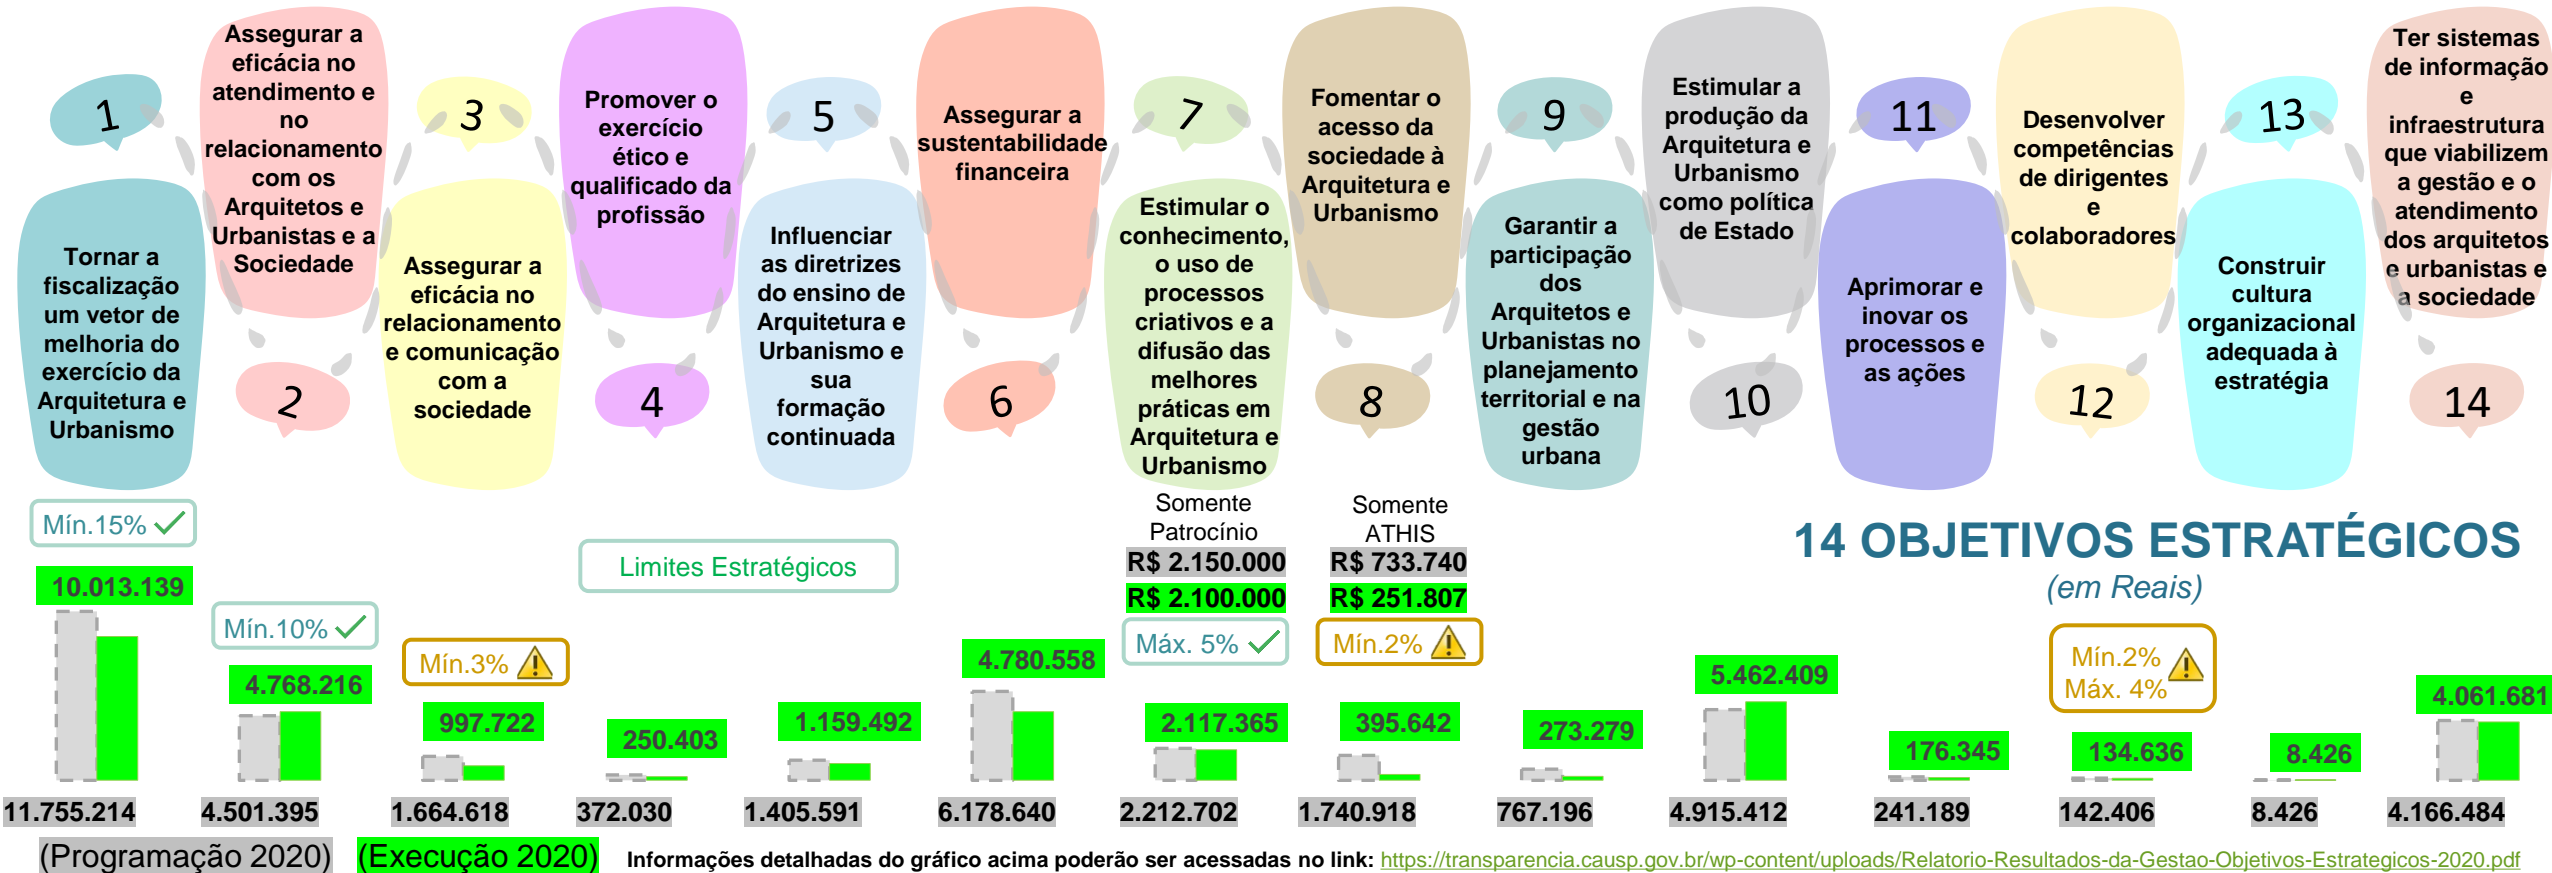 1
Tornar a
fiscalização
um vetor de
melhoria do
exercício da
Arquitetura e
Urbanismo
Assegurar a
eficácia no
atendimento e
no
relacionamento
com os
Arquitetos e
Urbanistas e a
Sociedade
2
3
Assegurar a
eficácia no
relacionamento
e comunicação
com a
sociedade
Promover o
exercício
ético e
qualificado da
profissão
4
5
Influenciar
as diretrizes
do ensino de
Arquitetura e
Urbanismo e
sua
formação
continuada
Assegurar a
sustentabilidade
financeira
6
7
Estimular o
conhecimento,
o uso de
processos
criativos e a
difusão das
melhores
práticas em
Arquitetura e
Urbanismo
Fomentar o
acesso da
sociedade à
Arquitetura e
Urbanismo
8
9
Garantir a
participação
dos
Arquitetos e
Urbanistas no
planejamento
territorial e na
gestão
urbana
Estimular a
produção da
Arquitetura e
Urbanismo
como política
de Estado
10
11
Aprimorar e
inovar os
processos e
as ações
Desenvolver
competências
de dirigentes
e
colaboradores
12
13
Construir
cultura
organizacional
adequada à
estratégia
Ter sistemas
de informação
e
infraestrutura
que viabilizem
a gestão e o
atendimento
dos arquitetos
e urbanistas e
a sociedade
14
14 OBJETIVOS ESTRATÉGICOS
(em Reais)
Limites Estratégicos
Mín.15%
10.013.139
11.755.214
Mín.10%
4.768.216
4.501.395
Mín.3%
997.722
1.664.618
250.403
372.030
1.159.492
1.405.591
4.780.558
6.178.640
Somente
Patrocínio
R$ 2.150.000
R$ 2.100.000
Máx. 5%
2.117.365
2.212.702
Somente
ATHIS
R$ 733.740
R$ 251.807
Mín.2%
395.642
1.740.918
273.279
767.196
5.462.409
4.915.412
176.345
241.189
Mín.2%
Máx. 4%
134.636
142.406
8.426
8.426
4.061.681
4.166.484
(Programação 2020) (Execução 2020) Informações detalhadas do gráfico acima poderão ser acessadas no link: https://transparencia.causp.gov.br/wp-content/uploads/Relatorio-Resultados-da-Gestao-Objetivos-Estrategicos-2020.pdf